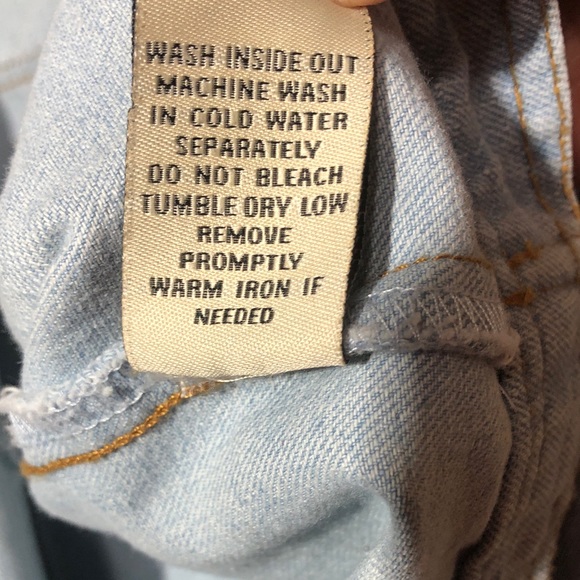 WASH INSIDE OUT
MACHINE WASH
IN COLD WATER
SEPARATELY
DO NOT BLEACH
TUMBLE DRY LOW
REMOVE
PROMPTLY
WARM IRON IF
NEEDED